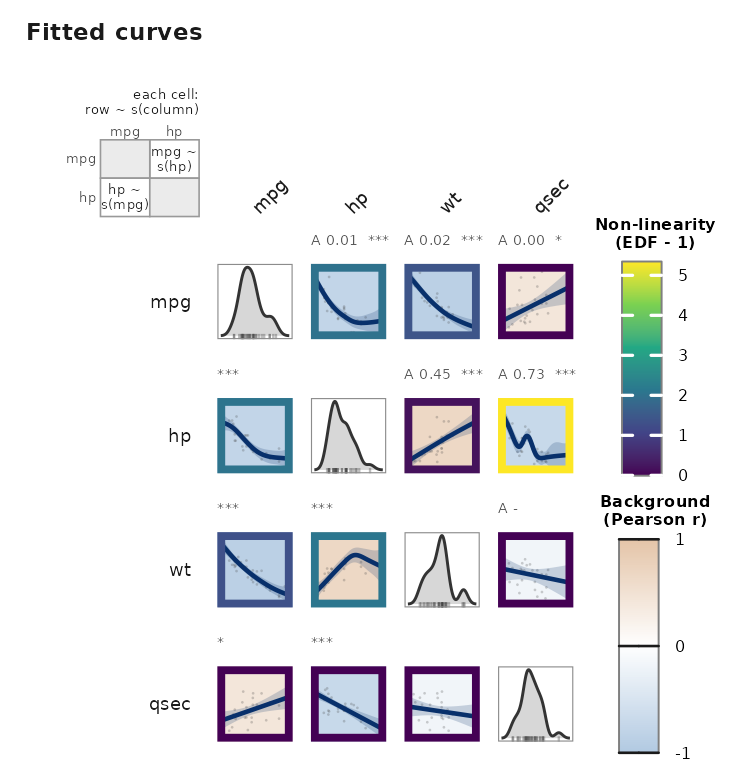 Fitted curves
each cell:
row ~ s(column)
mpg hp
mpg mpg ~ s(hp)
hp hp ~ s(mpg)
mpg hp wt qsec
A 0.01 *** A 0.02 *** A 0.00 *
mpg
*** A 0.45 *** A 0.73 ***
hp
*** *** A -
wt
* ***
qsec
Non-linearity
(EDF - 1)
5
4
3
2
1
0
Background
(Pearson r)
1
0
-1